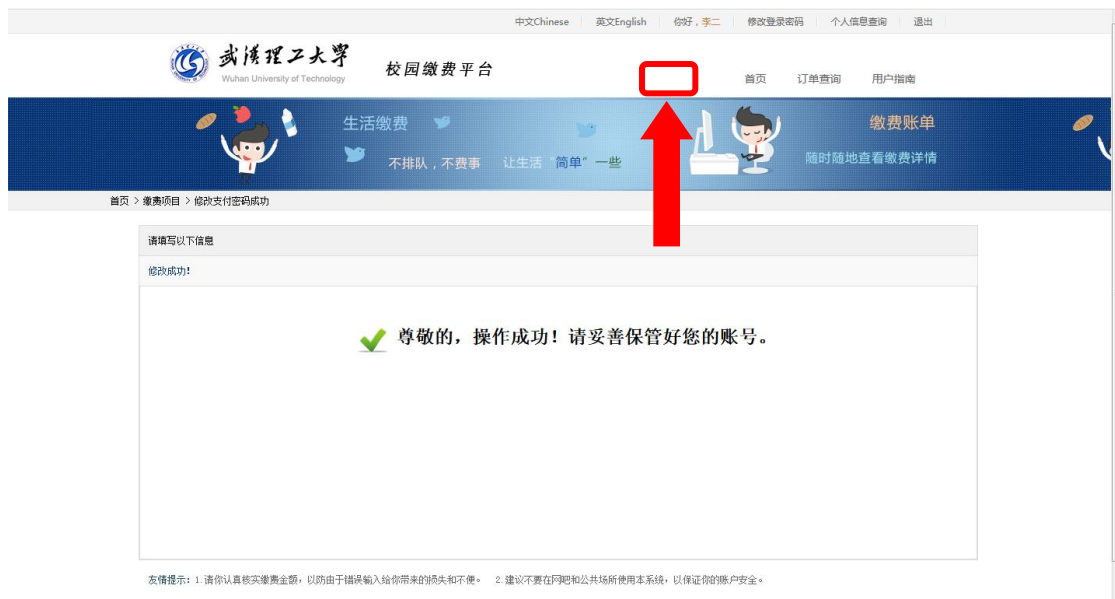 中文Chinese 英文English 你好，李二 修改登录密码 个人信息查询 退出
武汉理工大学
Wuhan University of Technology
校园缴费平台
首页 订单查询 用户指南
生活缴费
不排队，不费事 让生活“简单”一些
缴费账单
随时随地查看缴费详情
首页 > 缴费项目 > 修改支付密码成功
请填写以下信息
修改成功!
尊敬的，操作成功！请妥善保管好您的账号。
友情提示：1.请你认真核实缴费金额，以防由于错误输入给你带来的损失和不便。 2.建议不要在网吧和公共场所使用本系统，以保证你的账户安全。